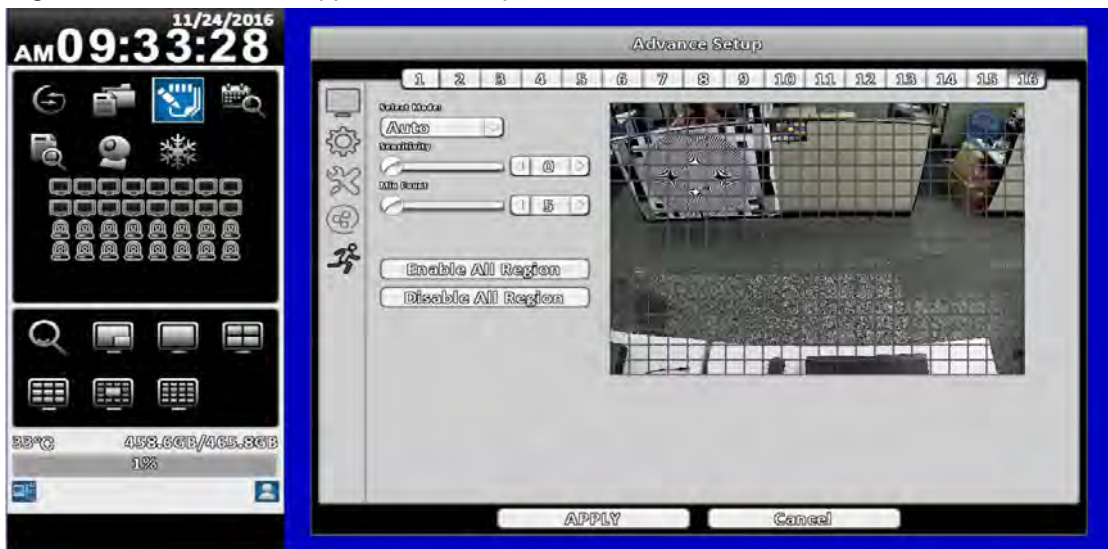 11/24/2016
AM 09:33:28
33°C 458.6GB/465.8GB
1%
Advance Setup
1 2 3 4 5 6 7 8 9 10 11 12 13 14 15 16
Select Mode:
Auto
Sensitivity
0
Min Count
5
Enable All Region
Disable All Region
APPLY Cancel